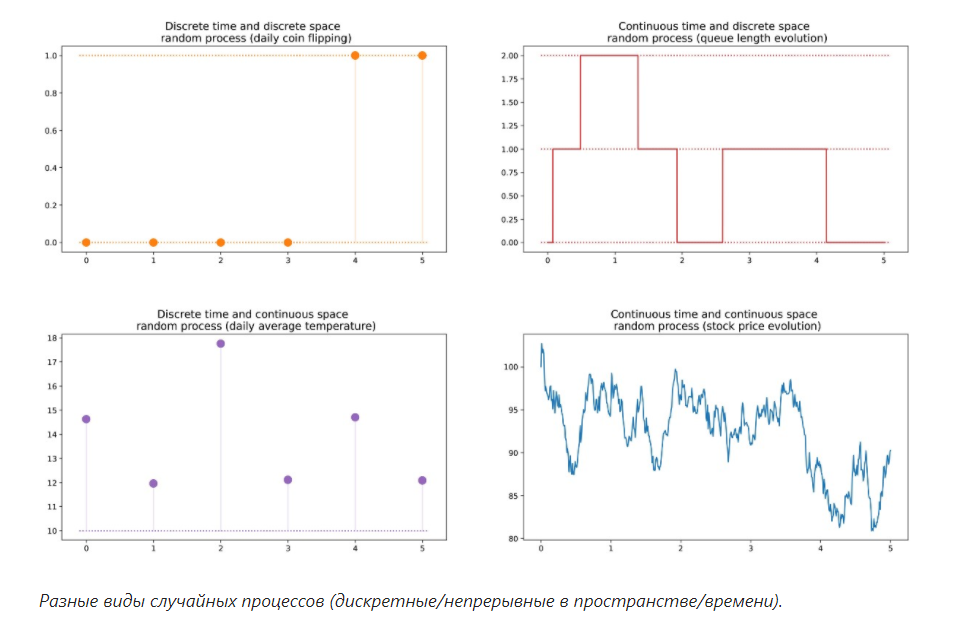 Discrete time and discrete space
random process (daily coin flipping)
1.0
0.8
0.6
0.4
0.2
0.0
0 1 2 3 4 5
Continuous time and discrete space
random process (queue length evolution)
2.00
1.75
1.50
1.25
1.00
0.75
0.50
0.25
0.00
0 1 2 3 4 5
Discrete time and continuous space
random process (daily average temperature)
18
17
16
15
14
13
12
11
10
0 1 2 3 4 5
Continuous time and continuous space
random process (stock price evolution)
100
95
90
85
80
0 1 2 3 4 5
Разные виды случайных процессов (дискретные/непрерывные в пространстве/времени).